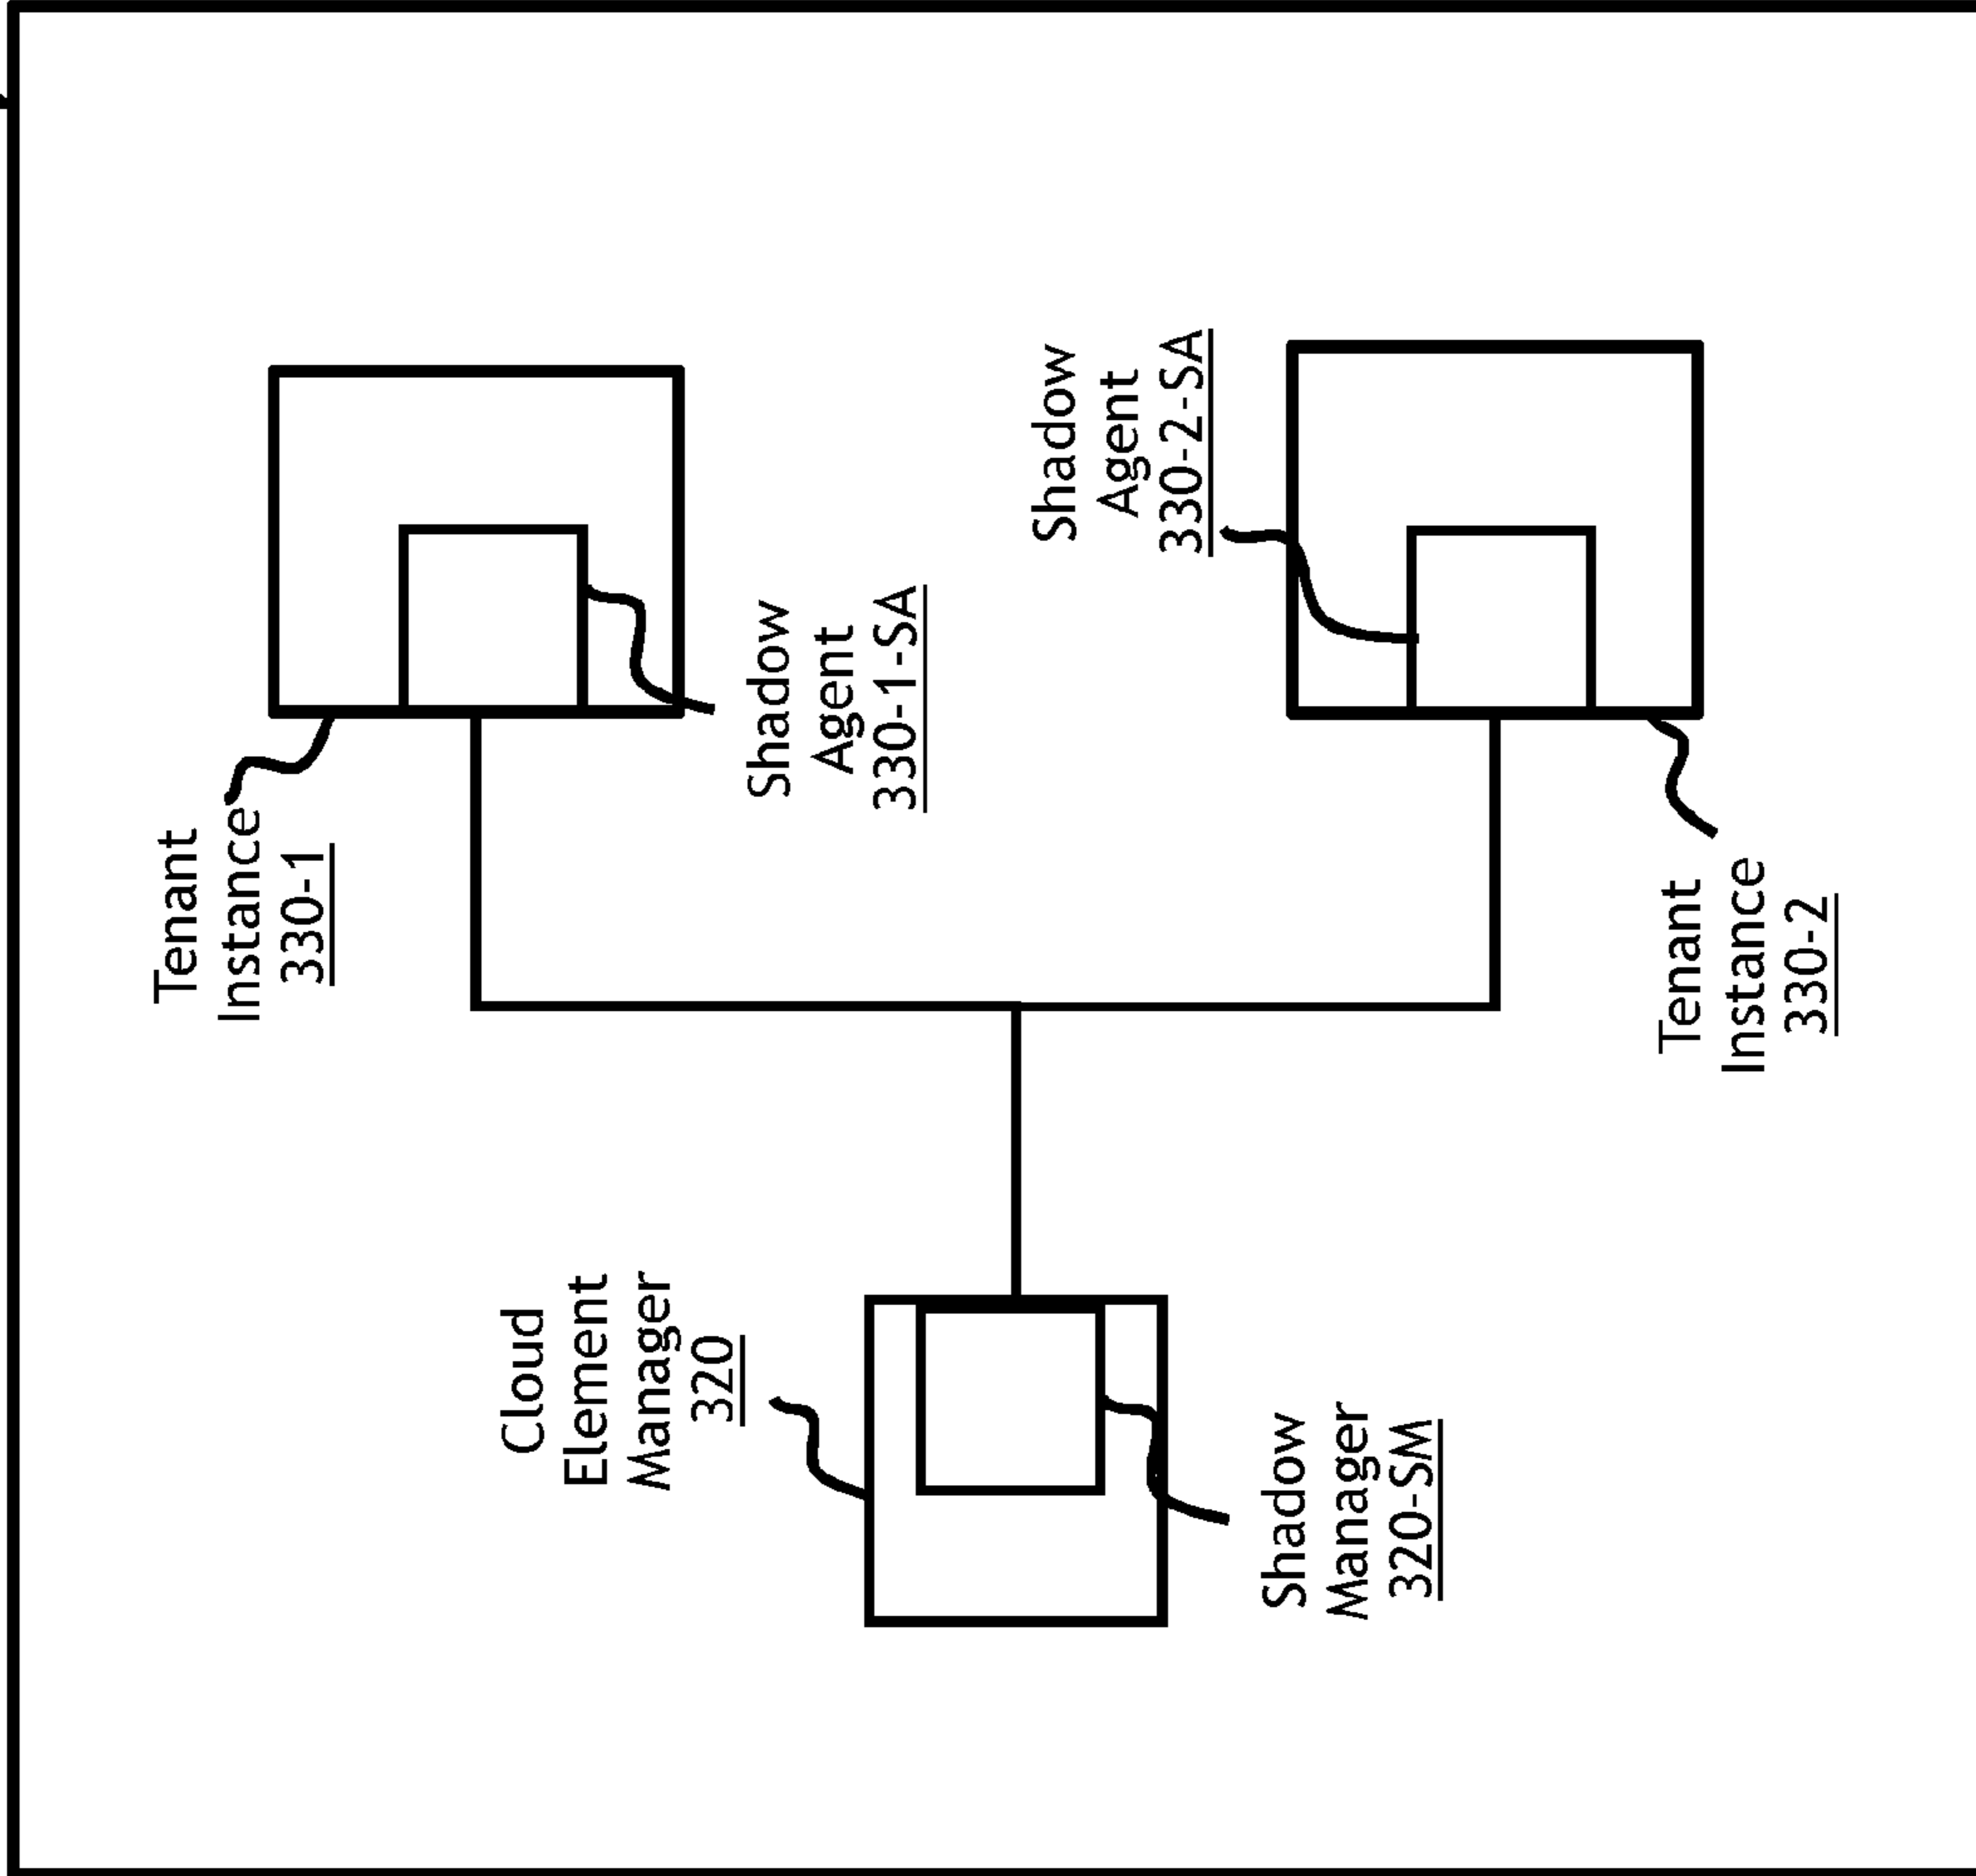 Tenant
Instance
330-1
Shadow
Agent
330-1-SA
Shadow
Agent
330-2-SA
Tenant
Instance
330-2
Cloud
Element
Manager
320
Shadow
Manager
320-SM